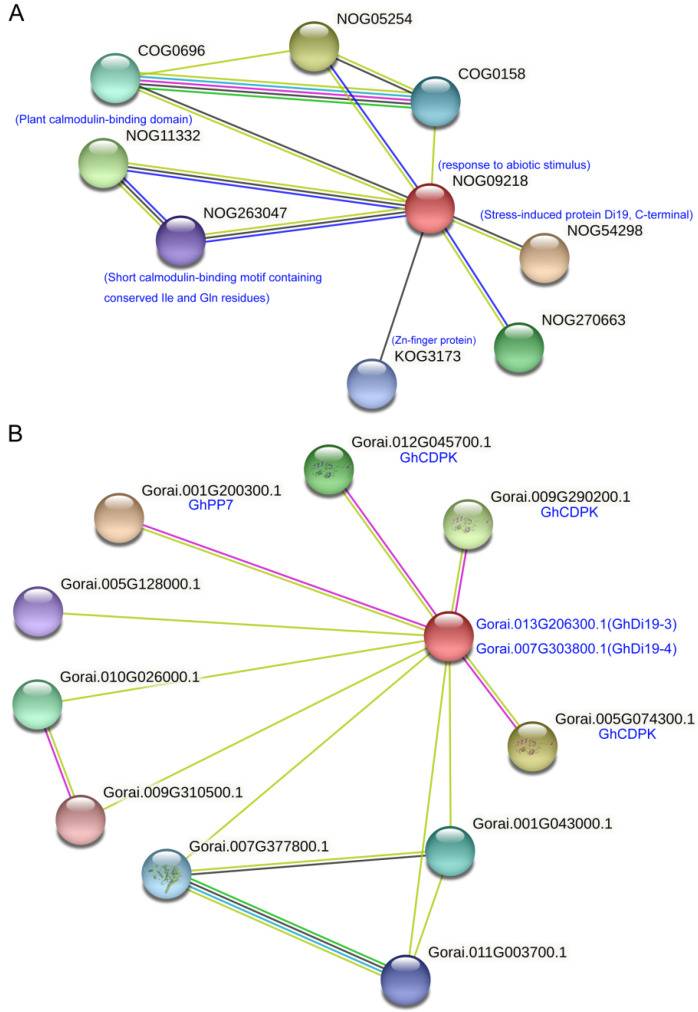 A
NOG05254
COG0696
COG0158
(Plant calmodulin-binding domain)
NOG11332
(response to abiotic stimulus)
NOG09218
NOG263047
(Stress-induced protein Di19, C-terminal)
NOG54298
(Short calmodulin-binding motif containing
conserved Ile and Gln residues)
NOG270663
(Zn-finger protein)
KOG3173
B
Gorai.012G045700.1
GhCDPK
Gorai.001G200300.1
GhPP7
Gorai.009G290200.1
GhCDPK
Gorai.005G128000.1
Gorai.013G206300.1(GhDi19-3)
Gorai.007G303800.1(GhDi19-4)
Gorai.010G026000.1
Gorai.005G074300.1
GhCDPK
Gorai.009G310500.1
Gorai.001G043000.1
Gorai.007G377800.1
Gorai.011G003700.1